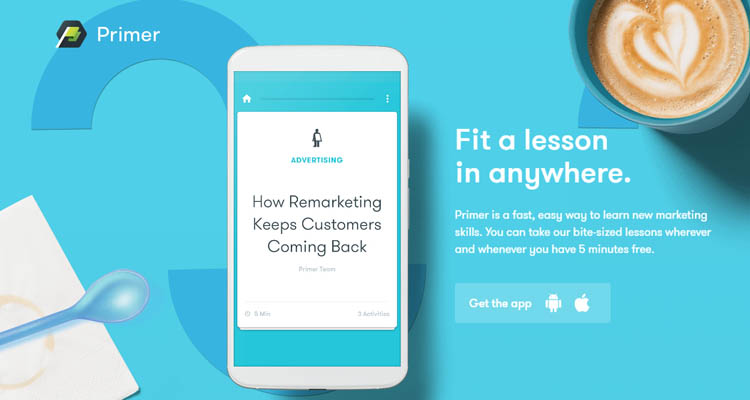 Primer
ADVERTISING
How Remarketing
Keeps Customers
Coming Back
Primer Team
5 Min
3 Activities
Fit a lesson
in anywhere.
Primer is a fast, easy way to learn new marketing
skills. You can take our bite-sized lessons wherever
and whenever you have 5 minutes free.
Get the app